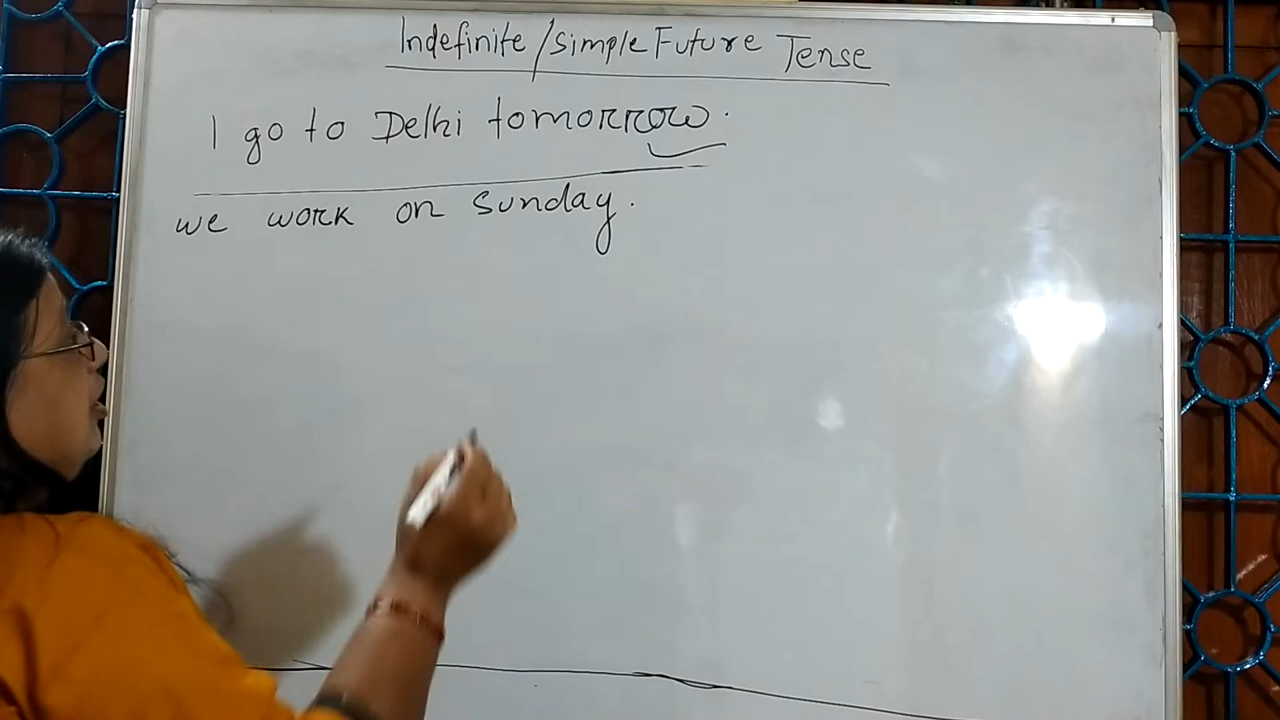 Indefinite/Simple Future Tense
I go to Delhi tomorrow.
we work on sunday.